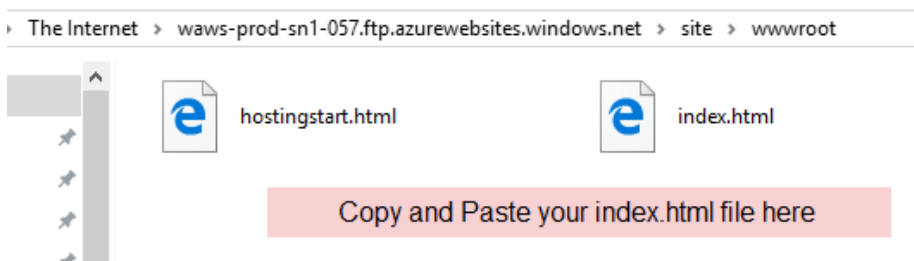 The Internet > waws-prod-sn1-057.ftp.azurewebsites.windows.net > site > wwwroot
hostingstart.html
index.html
Copy and Paste your index.html file here